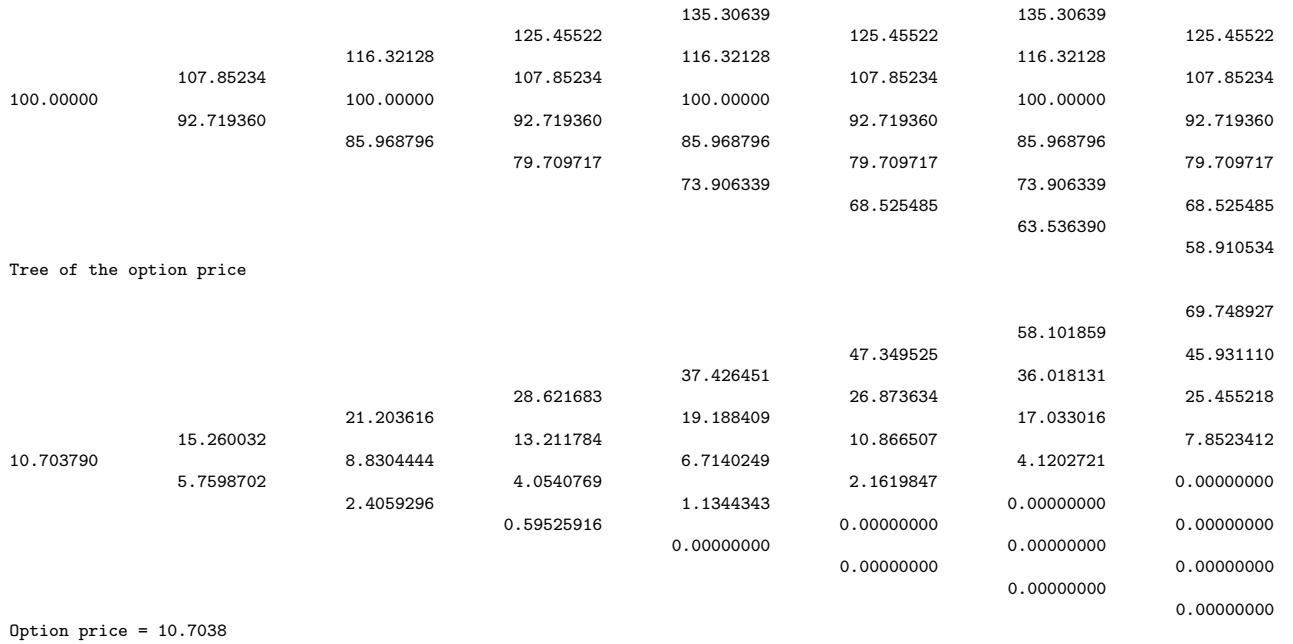 135.30639 135.30639
125.45522 125.45522 125.45522
116.32128 116.32128 116.32128
107.85234 107.85234 107.85234 107.85234
100.00000 100.00000 100.00000 100.00000
92.719360 92.719360 92.719360 92.719360
85.968796 85.968796 85.968796
79.709717 79.709717 79.709717
73.906339 73.906339
68.525485 68.525485
63.536390
58.910534
Tree of the option price
69.748927
58.101859
47.349525 45.931110
37.426451 36.018131
28.621683 26.873634 25.455218
21.203616 19.188409 17.033016
15.260032 13.211784 10.866507 7.8523412
10.703790 8.8304444 6.7140249 4.1202721
5.7598702 4.0540769 2.1619847 0.00000000
2.4059296 1.1344343 0.00000000
0.59525916 0.00000000 0.00000000
0.00000000 0.00000000
0.00000000 0.00000000
0.00000000
0.00000000
Option price = 10.7038